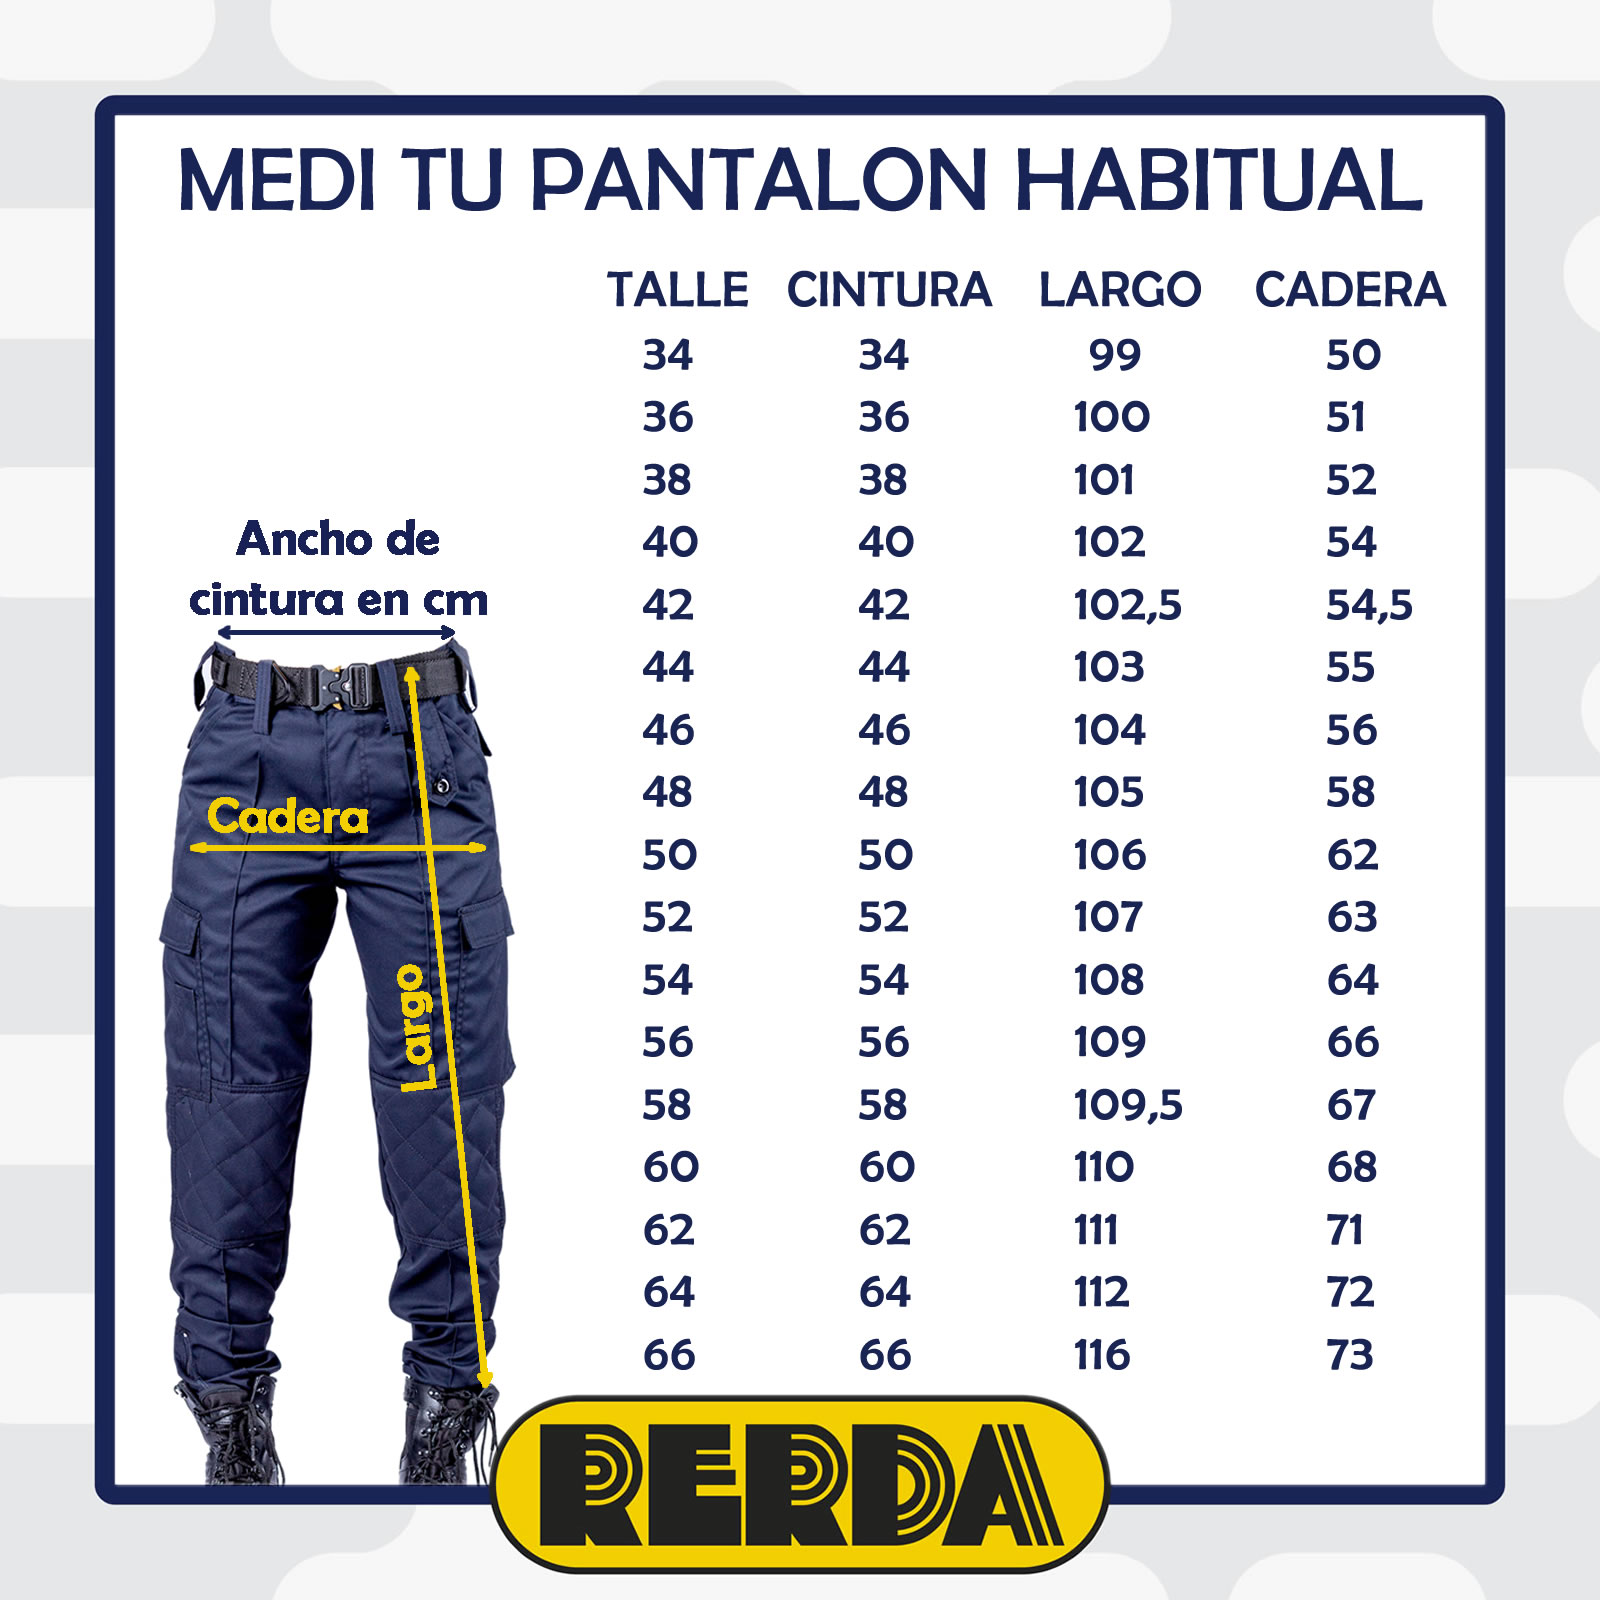 MEDI TU PANTALON HABITUAL
TALLE CINTURA LARGO CADERA
34 34 99 50
36 36 100 51
38 38 101 52
40 40 102 54
42 42 102,5 54,5
44 44 103 55
46 46 104 56
48 48 105 58
50 50 106 62
52 52 107 63
54 54 108 64
56 56 109 66
58 58 109,5 67
60 60 110 68
62 62 111 71
64 64 112 72
66 66 116 73
Ancho de
cintura en cm
Cadera
Largo
RERDA